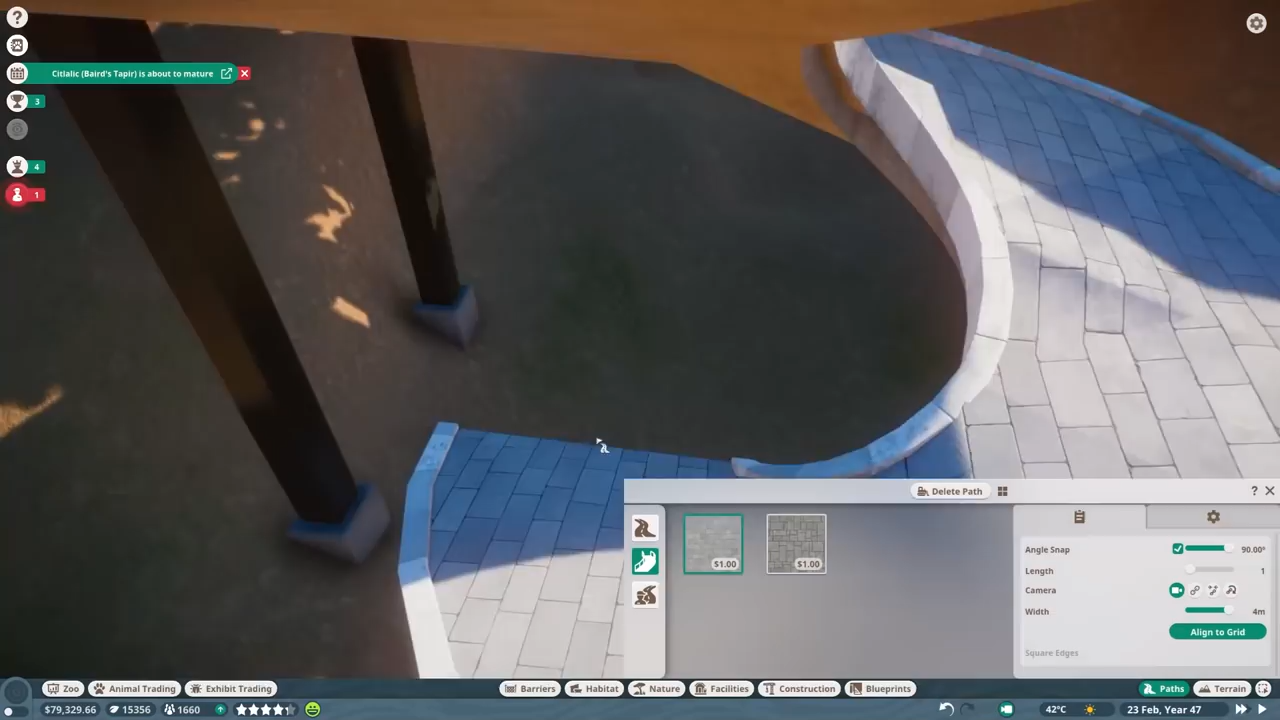 ?
Citlalic (Baird's Tapir) is about to mature
3
4
1
Delete Path
?
$1.00
$1.00
Angle Snap
90.00°
Length
1
Camera
Width
4m
Align to Grid
Square Edges
Zoo
Animal Trading
Exhibit Trading
Barriers
Habitat
Nature
Facilities
Construction
Blueprints
Paths
Terrain
$79,329.66
15356
1660
42°C
23 Feb, Year 47